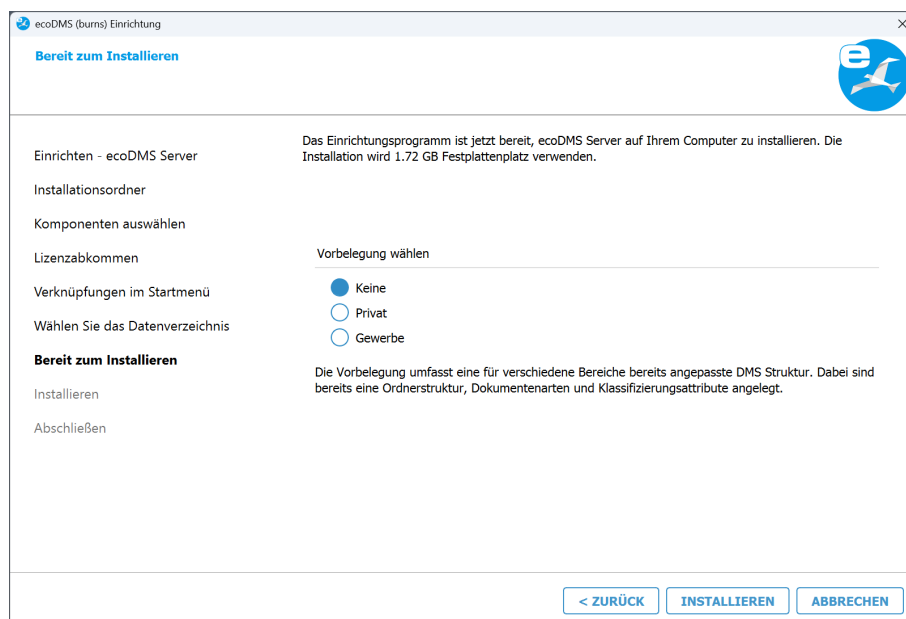 ecoDMS (burns) Einrichtung
Bereit zum Installieren
e
Einrichten - ecoDMS Server
Installationsordner
Komponenten auswählen
Lizenzabkommen
Verknüpfungen im Startmenü
Wählen Sie das Datenverzeichnis
Bereit zum Installieren
Installieren
Abschließen
Das Einrichtungsprogramm ist jetzt bereit, ecoDMS Server auf Ihrem Computer zu installieren. Die
Installation wird 1.72 GB Festplattenplatz verwenden.
Vorbelegung wählen
Keine
Privat
Gewerbe
Die Vorbelegung umfasst eine für verschiedene Bereiche bereits angepasste DMS Struktur. Dabei sind
bereits eine Ordnerstruktur, Dokumentenarten und Klassifizierungsattribute angelegt.
< ZURÜCK
INSTALLIEREN
ABBRECHEN